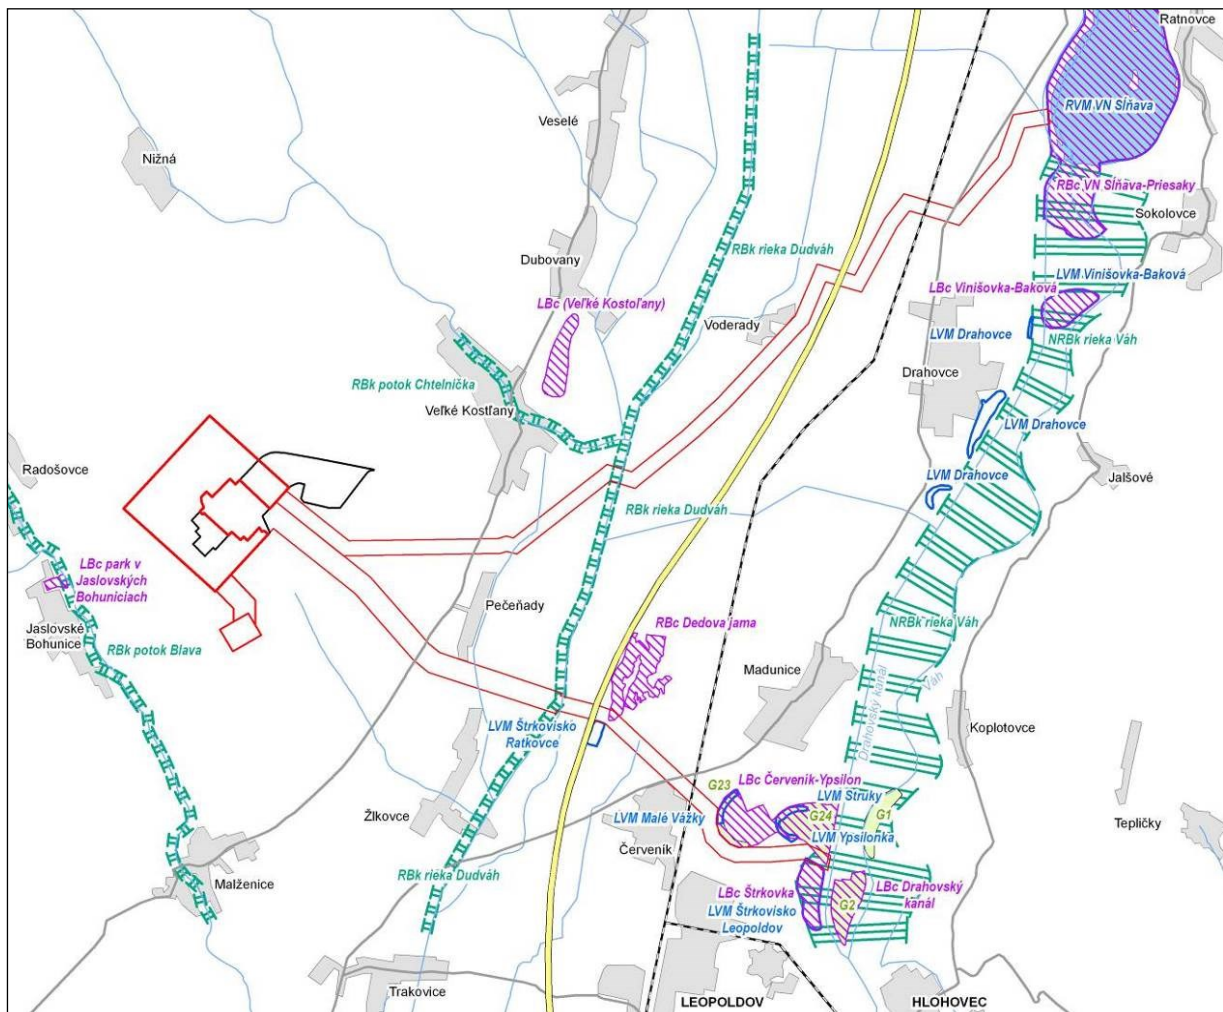 Ratnovce
RVM VN Sĺňava
Veselé
Nižná
RBc VN Sĺňava-Priesaky
Sokolovce
RBk rieka Dudváh
Dubovany
LVM Vinišovka-Baková
LBc Vinišovka-Baková
LBc (Veľké Kostoľany)
Voderady
LVM Drahovce
NRBk rieka Váh
Drahovce
RBk potok Chtelnička
Veľké Kostľany
LVM Drahovce
Radošovce
LVM Drahovce
Jalšové
RBk rieka Dudváh
LBc park v
Jaslovských
Bohuniciach
Pečeňady
Jaslovské
Bohunice
RBk potok Blava
RBc Dedova jama
NRBk rieka Váh
Madunice
Drahovský kanál
Váh
LVM Štrkovisko
Ratkovce
Koplotovce
G23
LBc Červeník-Ypsilon
LVM Struky
Žlkovce
LVM Malé Vážky
G24
G1
Tepličky
LVM Ypsilonka
Červeník
RBk rieka Dudváh
Malženice
LBc Štrkovka
LBc Drahovský
kanál
G2
LVM Štrkovisko
Leopoldov
Trakovice
LEOPOLDOV
HLOHOVEC